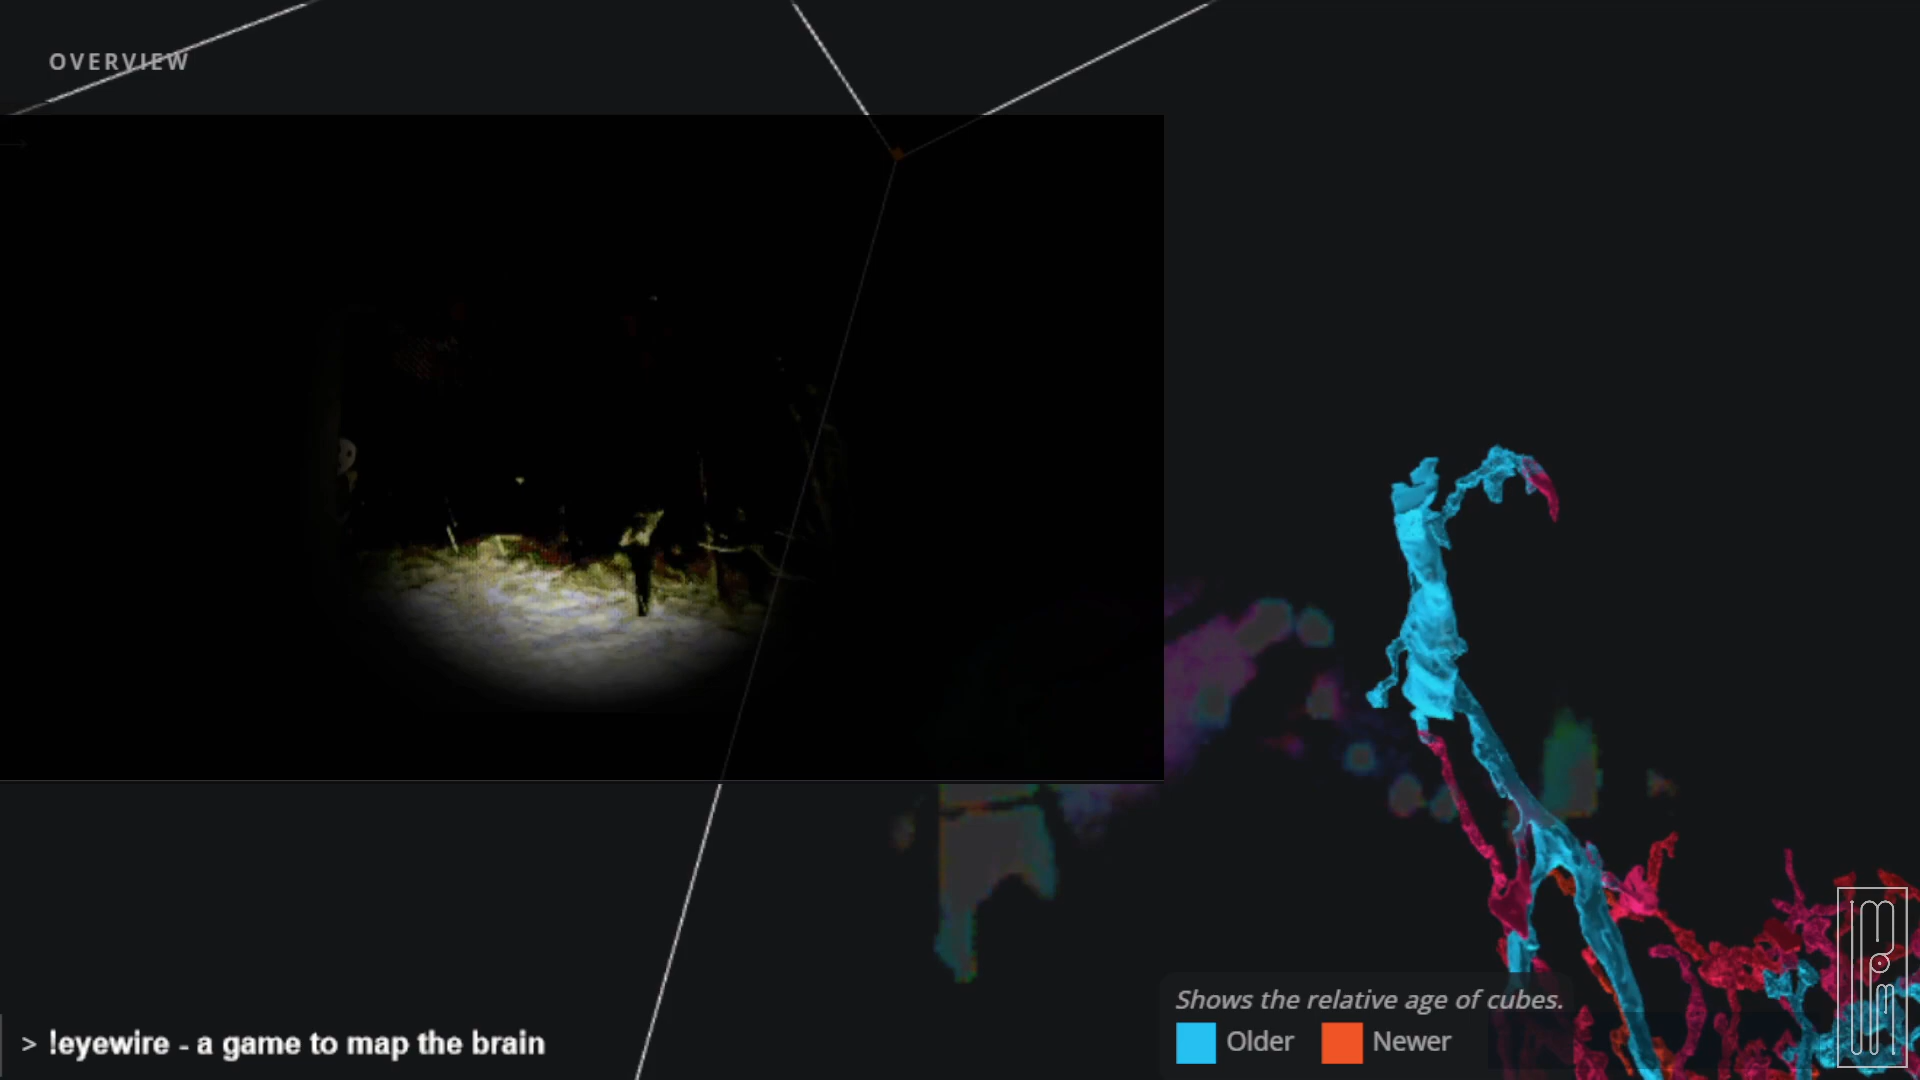 OVERVIEW
Shows the relative age of cubes.
Older
Newer
> !eyewire - a game to map the brain